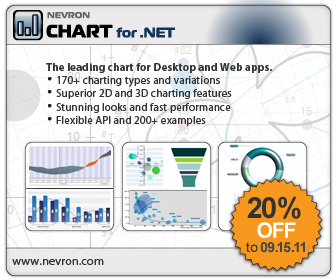 NEVRON
CHART for .NET
The leading chart for Desktop and Web apps.
• 170+ charting types and variations
• Superior 2D and 3D charting features
• Stunning looks and fast performance
• Flexible API and 200+ examples
20%
OFF
to 09.15.11
www.nevron.com